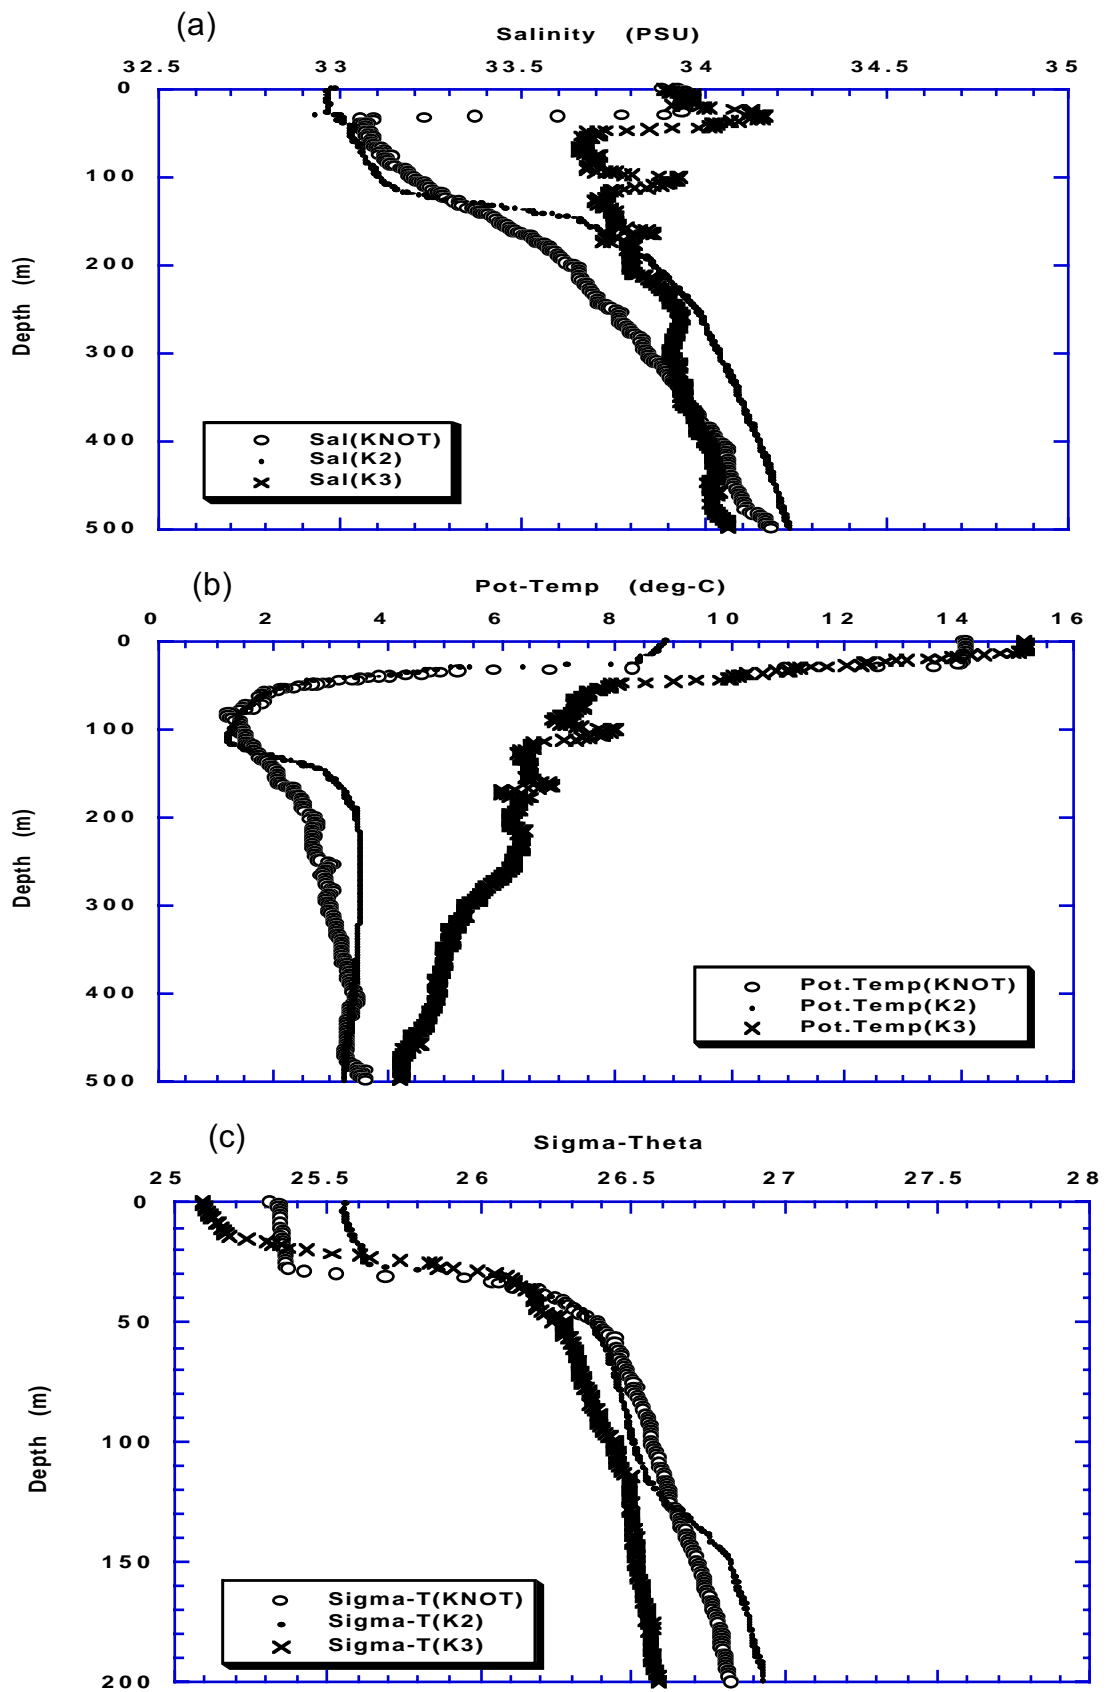 (a)
Salinity (PSU)
32.5 33 33.5 34 34.5 35
0
100
200
300
400
500
Depth (m)
Sal(KNOT)
Sal(K2)
Sal(K3)
(b)
Pot-Temp (deg-C)
0 2 4 6 8 10 12 14 16
0
100
200
300
400
500
Depth (m)
Pot.Temp(KNOT)
Pot.Temp(K2)
Pot.Temp(K3)
(c)
Sigma-Theta
25 25.5 26 26.5 27 27.5 28
0
50
100
150
200
Depth (m)
Sigma-T(KNOT)
Sigma-T(K2)
Sigma-T(K3)